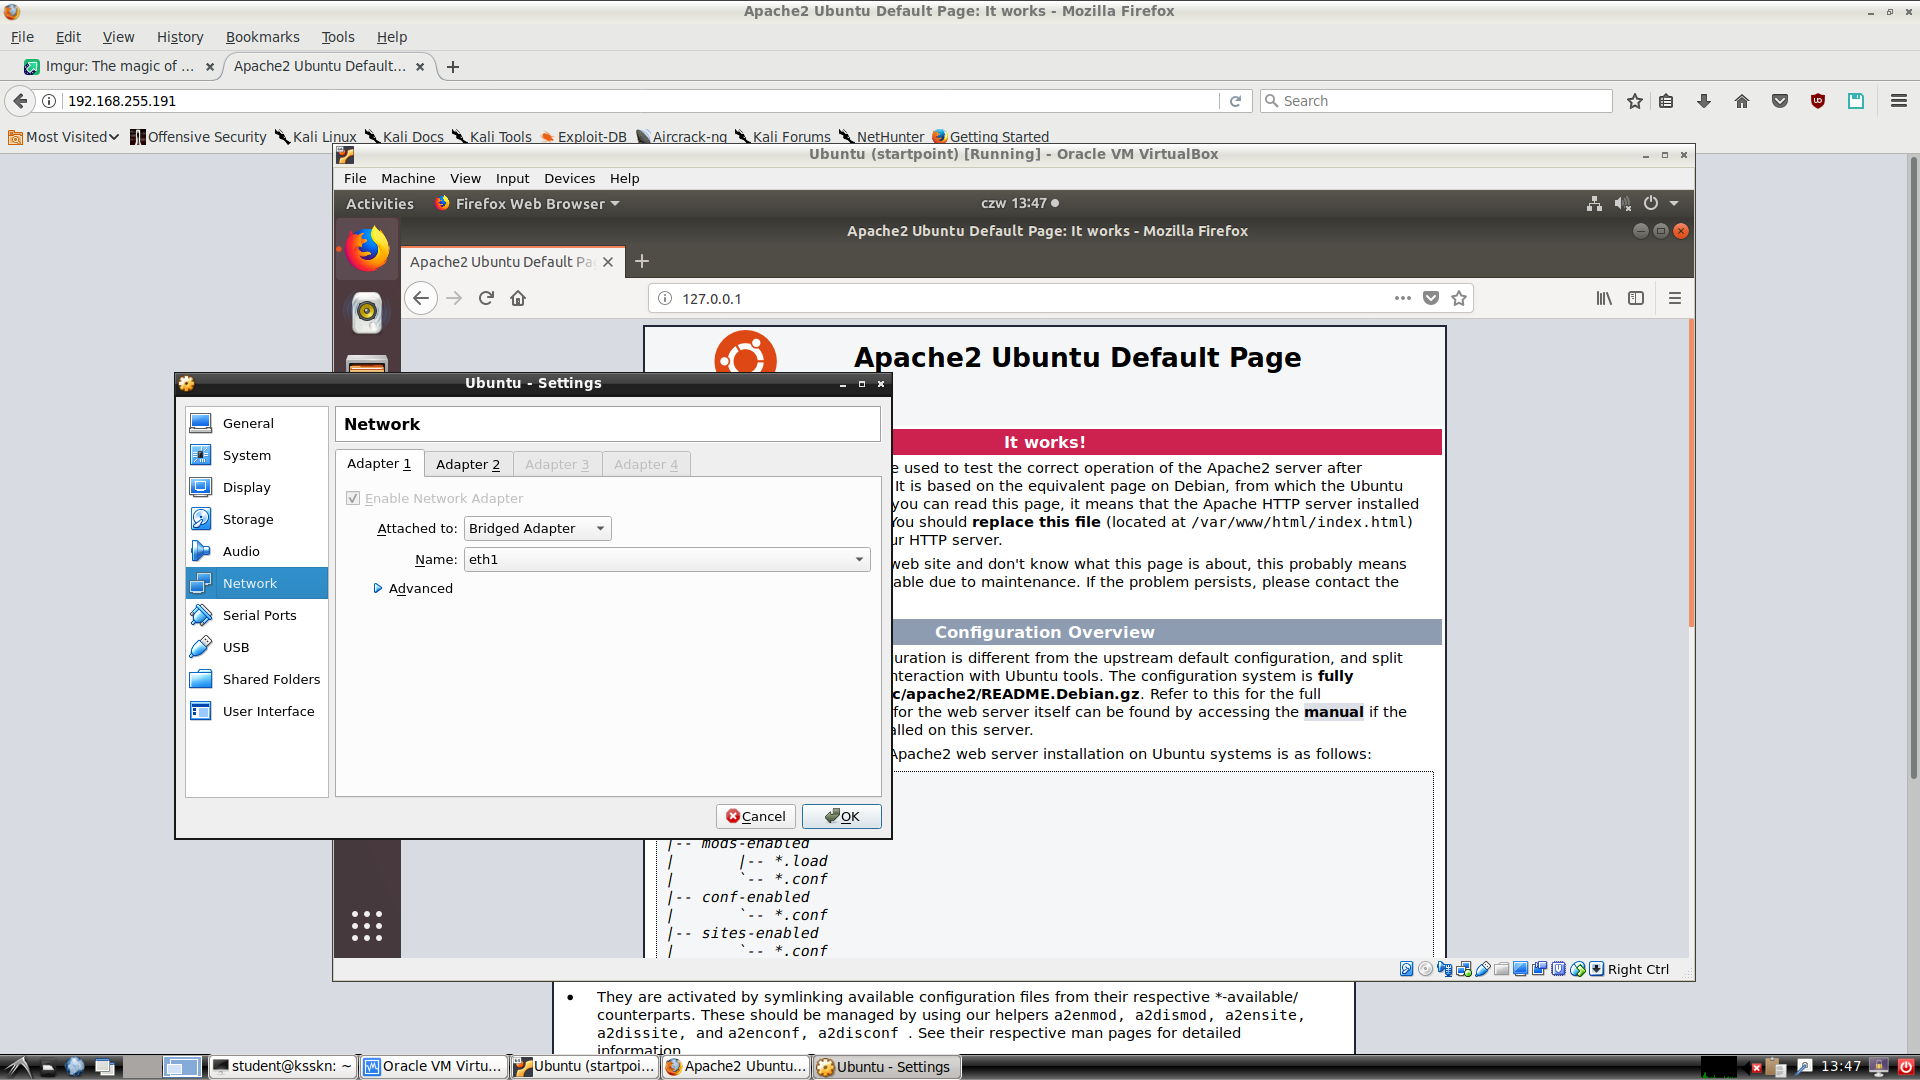 Apache2 Ubuntu Default Page: It works - Mozilla Firefox
File Edit View History Bookmarks Tools Help
Imgur: The magic of ... Apache2 Ubuntu Default...
192.168.255.191
Search
Most Visited Offensive Security Kali Linux Kali Docs Kali Tools Exploit-DB Aircrack-ng Kali Forums NetHunter Getting Started
Ubuntu (startpoint) [Running] - Oracle VM VirtualBox
File Machine View Input Devices Help
Activities Firefox Web Browser czw 13:47
Apache2 Ubuntu Default Page: It works - Mozilla Firefox
Apache2 Ubuntu Default Pa
127.0.0.1
Apache2 Ubuntu Default Page
Ubuntu - Settings
General
System
Display
Storage
Audio
Network
Serial Ports
USB
Shared Folders
User Interface
Network
Adapter 1 Adapter 2 Adapter 3 Adapter 4
Enable Network Adapter
Attached to: Bridged Adapter
Name: eth1
Advanced
Cancel OK
It works!
e used to test the correct operation of the Apache2 server after
It is based on the equivalent page on Debian, from which the Ubuntu
you can read this page, it means that the Apache HTTP server installed
You should replace this file (located at /var/www/html/index.html)
ur HTTP server.
web site and don't know what this page is about, this probably means
able due to maintenance. If the problem persists, please contact the
Configuration Overview
uration is different from the upstream default configuration, and split
nteraction with Ubuntu tools. The configuration system is fully
c/apache2/README.Debian.gz. Refer to this for the full
for the web server itself can be found by accessing the manual if the
alled on this server.
Apache2 web server installation on Ubuntu systems is as follows:
|-- mods-enabled
| |-- *.load
| `-- *.conf
|-- conf-enabled
| `-- *.conf
|-- sites-enabled
| `-- *.conf
Right Ctrl
• They are activated by symlinking available configuration files from their respective *-available/
counterparts. These should be managed by using our helpers a2enmod, a2dismod, a2ensite,
a2dissite, and a2enconf, a2disconf . See their respective man pages for detailed
information.
student@ksskn: ~ Oracle VM Virtu... Ubuntu (startpoi... Apache2 Ubuntu... Ubuntu - Settings 13:47